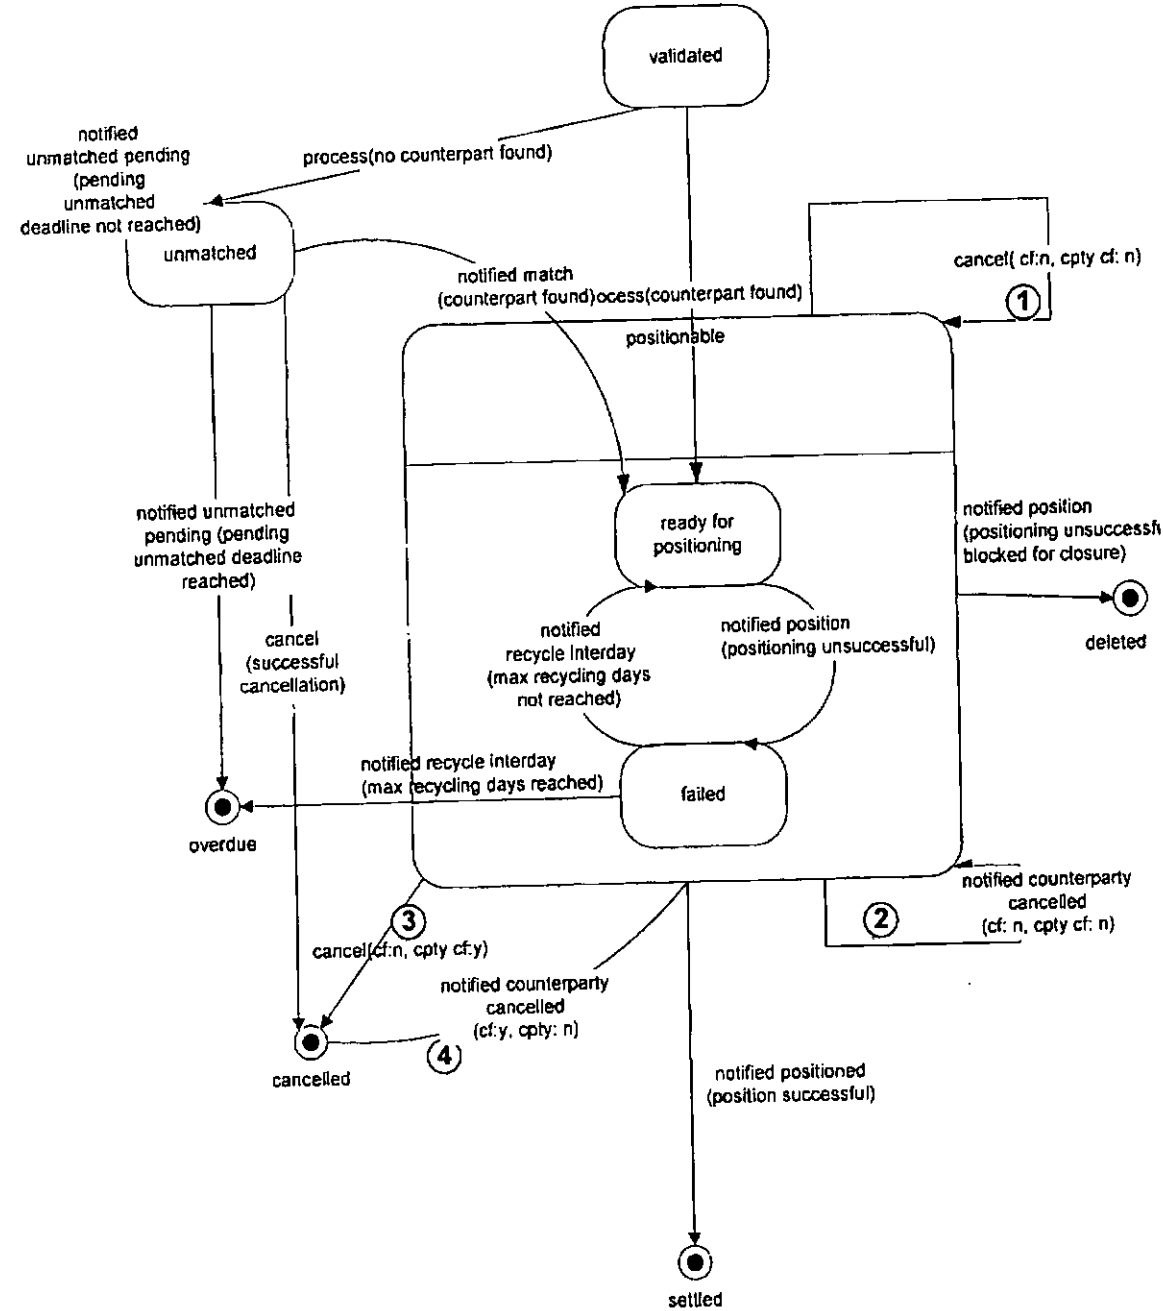 validated
notified
unmatched pending
(pending
unmatched
deadline not reached)
process(no counterpart found)
unmatched
notified match
(counterpart found)ocess(counterpart found)
cancel( cf:n, cpty cf: n)
1
positionable
ready for
positioning
notified position
(positioning unsuccessf
blocked for closure)
deleted
notified unmatched
pending (pending
unmatched deadline
reached)
cancel
(successful
cancellation)
notified
recycle Interday
(max recycling days
not reached)
notified position
(positioning unsuccessful)
notified recycle interday
(max recycling days reached)
failed
overdue
notified counterparty
cancelled
(cf: n, cpty cf: n)
2
3
cancel(cf:n, cpty cf:y)
notified counterparty
cancelled
(cf:y, cpty: n)
4
cancelled
notified positioned
(position successful)
settled